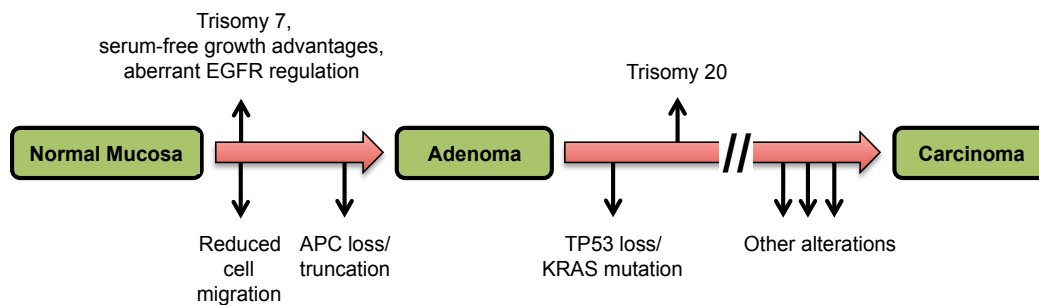 Trisomy 7,
serum-free growth advantages,
aberrant EGFR regulation
Trisomy 20
Normal Mucosa
Adenoma
Carcinoma
Reduced
cell
migration
APC loss/
truncation
TP53 loss/
KRAS mutation
Other alterations